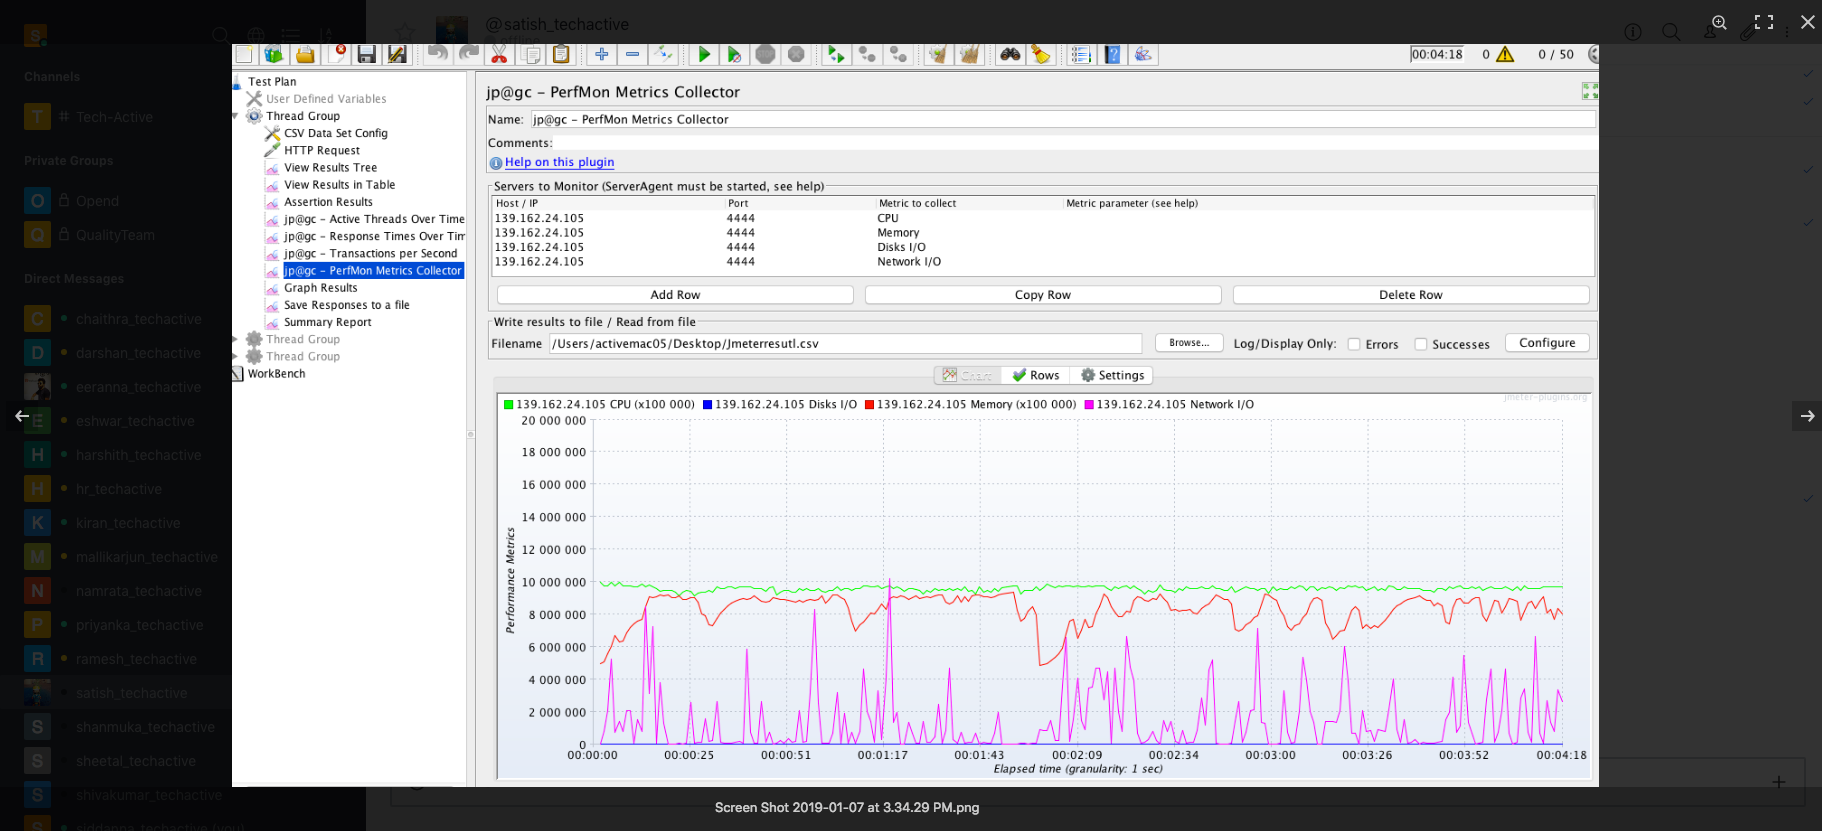 @satish_techactive
offline
Channels
# Tech-Active
Private Groups
O Opend
Q QualityTeam
Direct Messages
C chaithra_techactive
D darshan_techactive
eeranna_techactive
E eshwar_techactive
H harshith_techactive
H hr_techactive
K kiran_techactive
M mallikarjun_techactive
N namrata_techactive
P priyanka_techactive
R ramesh_techactive
satish_techactive
S shanmuka_techactive
S sheetal_techactive
S shivakumar_techactive
00:04:18 0 0 / 50
Test Plan
User Defined Variables
Thread Group
CSV Data Set Config
HTTP Request
View Results Tree
View Results in Table
Assertion Results
jp@gc - Active Threads Over Time
jp@gc - Response Times Over Tim
jp@gc - Transactions per Second
jp@gc - PerfMon Metrics Collector
Graph Results
Save Responses to a file
Summary Report
Thread Group
Thread Group
WorkBench
jp@gc - PerfMon Metrics Collector
Name: jp@gc - PerfMon Metrics Collector
Comments:
Help on this plugin
Servers to Monitor (ServerAgent must be started, see help)
Host / IP Port Metric to collect Metric parameter (see help)
139.162.24.105 4444 CPU
139.162.24.105 4444 Memory
139.162.24.105 4444 Disks I/O
139.162.24.105 4444 Network I/O
Add Row Copy Row Delete Row
Write results to file / Read from file
Filename /Users/activemac05/Desktop/Jmeterresutl.csv Browse... Log/Display Only: Errors Successes Configure
Chart Rows Settings
jmeter-plugins.org
139.162.24.105 CPU (x100 000) 139.162.24.105 Disks I/O 139.162.24.105 Memory (x100 000) 139.162.24.105 Network I/O
20 000 000
18 000 000
16 000 000
14 000 000
12 000 000
10 000 000
8 000 000
6 000 000
4 000 000
2 000 000
0
Performance Metrics
00:00:00 00:00:25 00:00:51 00:01:17 00:01:43 00:02:09 00:02:34 00:03:00 00:03:26 00:03:52 00:04:18
Elapsed time (granularity: 1 sec)
Screen Shot 2019-01-07 at 3.34.29 PM.png